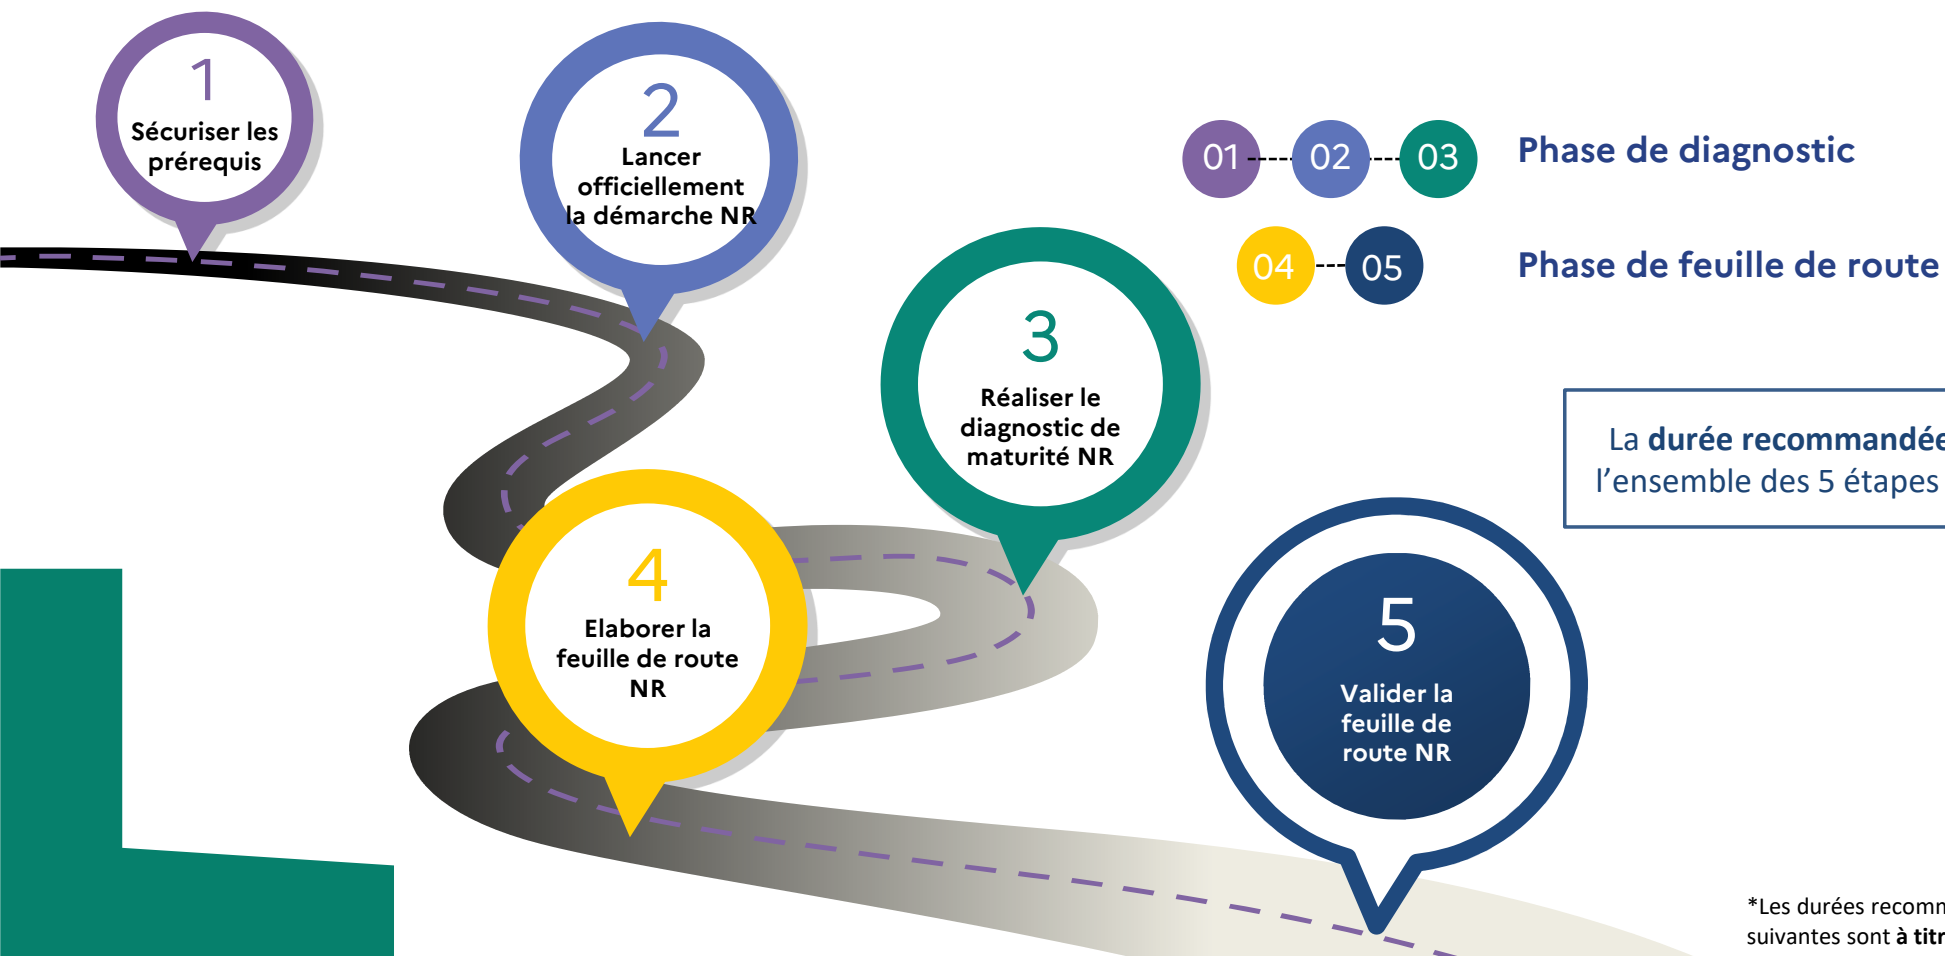 1
Sécuriser les
prérequis
2
Lancer
officiellement
la démarche NR
01 02 03 Phase de diagnostic
04 05 Phase de feuille de route
3
Réaliser le
diagnostic de
maturité NR
La durée recommandée
l'ensemble des 5 étapes
4
Elaborer la
feuille de route
NR
5
Valider la
feuille de
route NR
*Les durées recomm
suivantes sont à titr